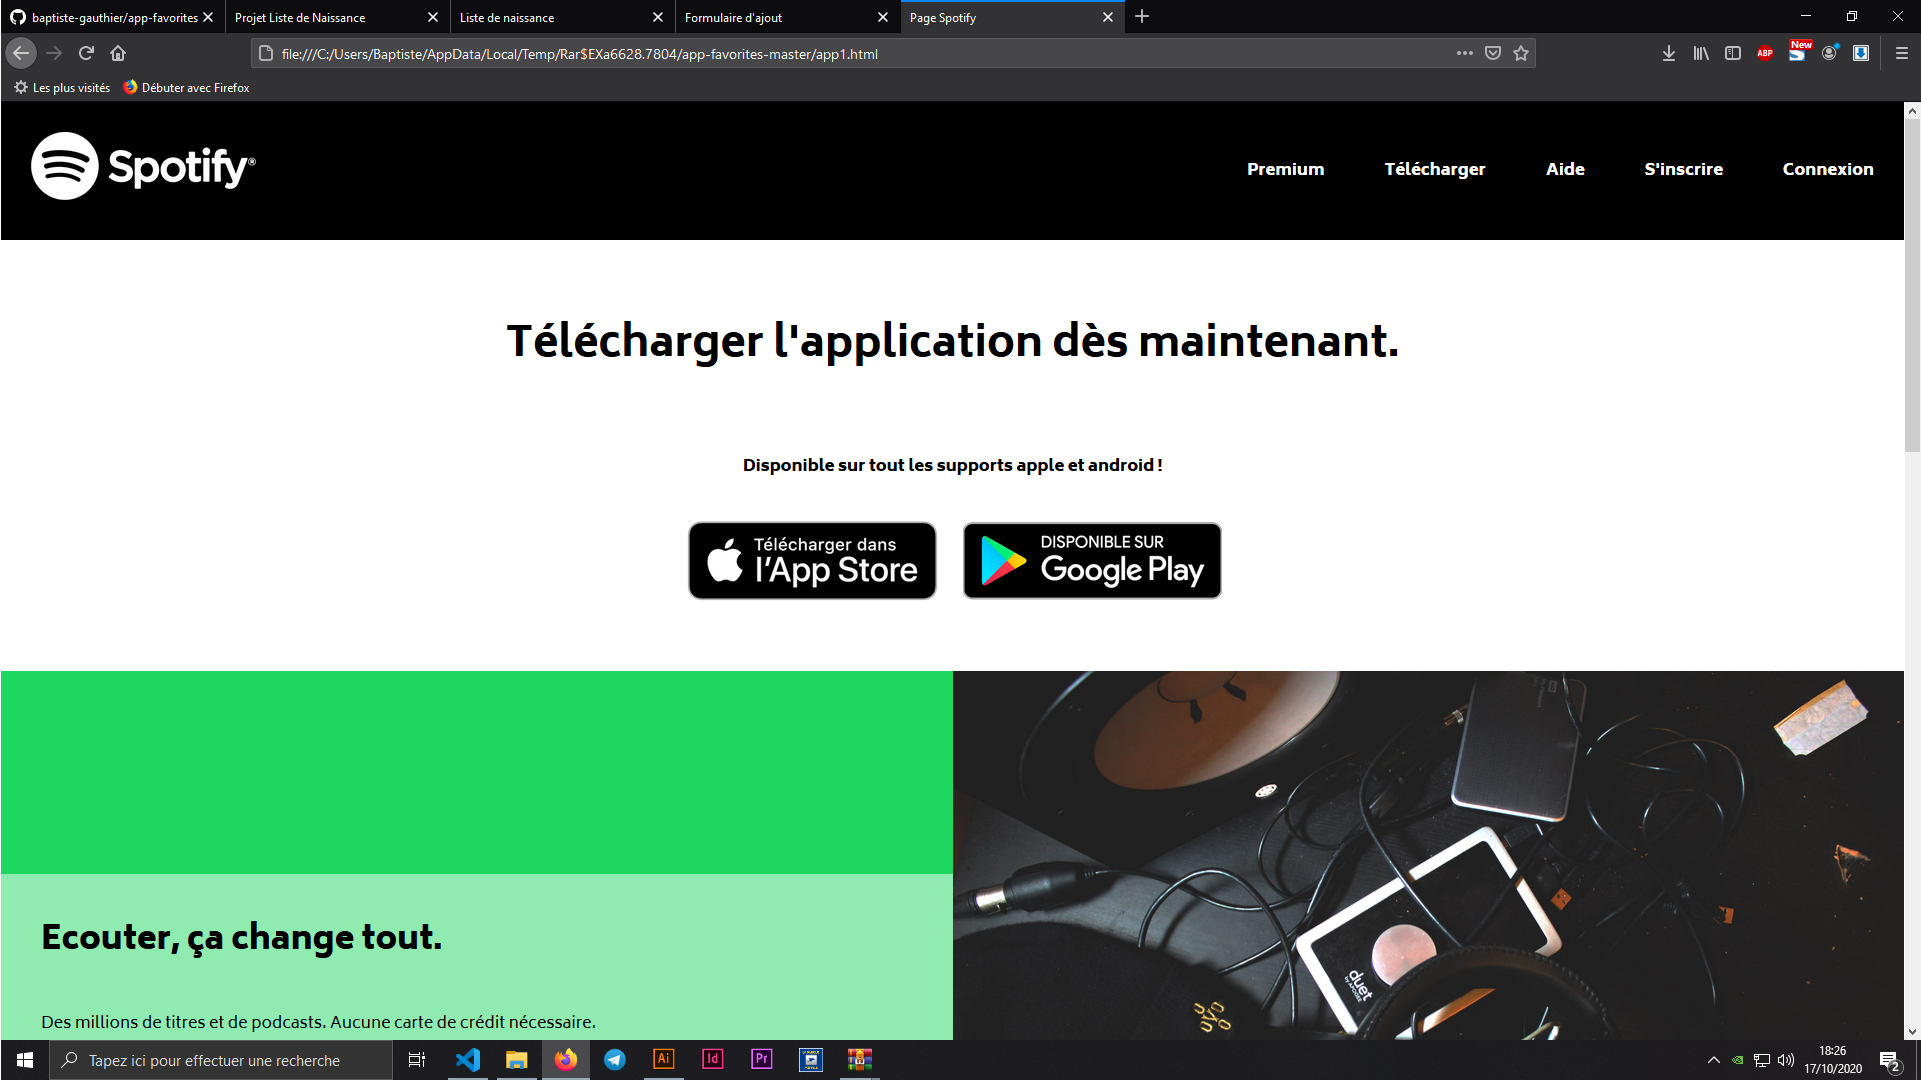 baptiste-gauthier/app-favorites
Projet Liste de Naissance
Liste de naissance
Formulaire d'ajout
Page Spotify
file:///C:/Users/Baptiste/AppData/Local/Temp/Rar$EXa6628.7804/app-favorites-master/app1.html
ABP
New
S
Les plus visités
Débuter avec Firefox
Spotify®
Premium
Télécharger
Aide
S'inscrire
Connexion
Télécharger l'application dès maintenant.
Disponible sur tout les supports apple et android !
Télécharger dans
l'App Store
DISPONIBLE SUR
Google Play
Ecouter, ça change tout.
Des millions de titres et de podcasts. Aucune carte de crédit nécessaire.
duet
Tapez ici pour effectuer une recherche
Ai
Id
Pr
18:26
17/10/2020
2